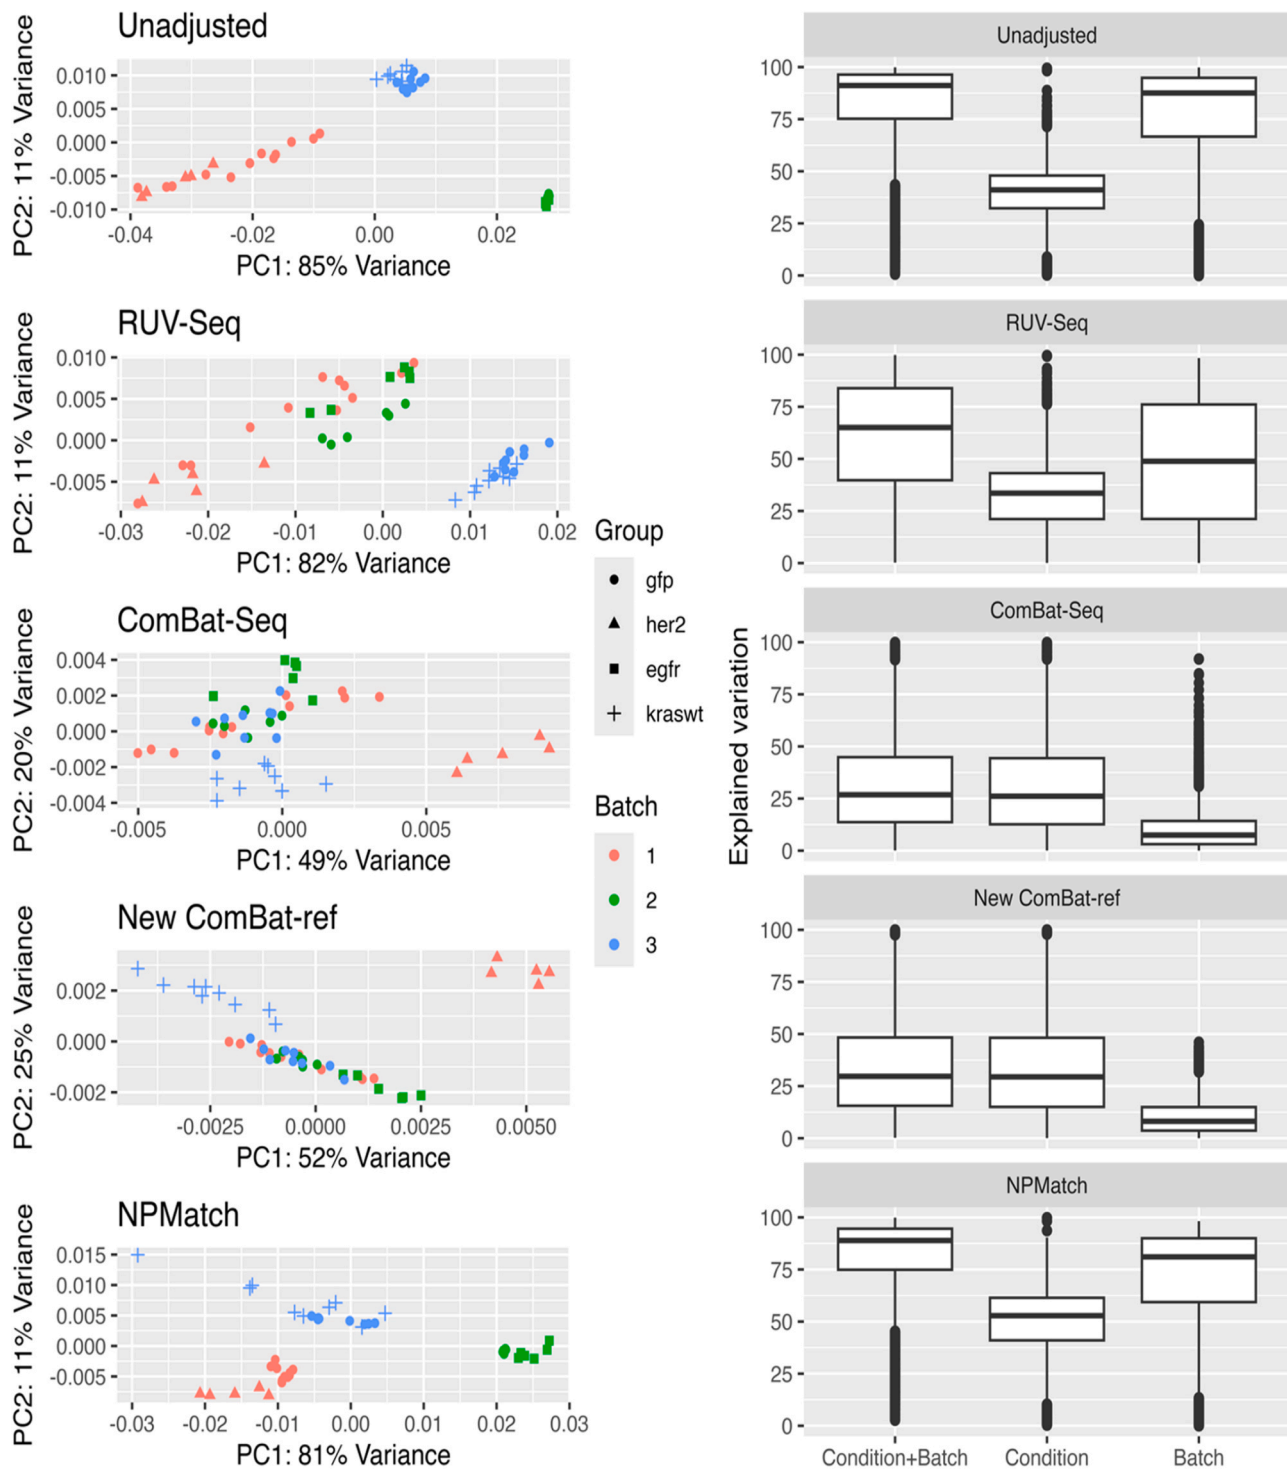 Unadjusted
PC2: 11% Variance
0.010
0.005
0.000
-0.005
-0.010
-0.04 -0.02 0.00 0.02
PC1: 85% Variance
RUV-Seq
PC2: 11% Variance
0.010
0.005
0.000
-0.005
-0.03 -0.02 -0.01 0.00 0.01 0.02
PC1: 82% Variance
ComBat-Seq
PC2: 20% Variance
0.004
0.002
0.000
-0.002
-0.004
-0.005 0.000 0.005
PC1: 49% Variance
New ComBat-ref
PC2: 25% Variance
0.002
0.000
-0.002
-0.0025 0.0000 0.0025 0.0050
PC1: 52% Variance
NPMatch
PC2: 11% Variance
0.015
0.010
0.005
0.000
-0.005
-0.03 -0.02 -0.01 0.00 0.01 0.02 0.03
PC1: 81% Variance
Group
gfp
her2
egfr
kraswt
Batch
1
2
3
Explained variation
Unadjusted
100
75
50
25
0
RUV-Seq
100
75
50
25
0
ComBat-Seq
100
75
50
25
0
New ComBat-ref
100
75
50
25
0
NPMatch
100
75
50
25
0
Condition+Batch Condition Batch